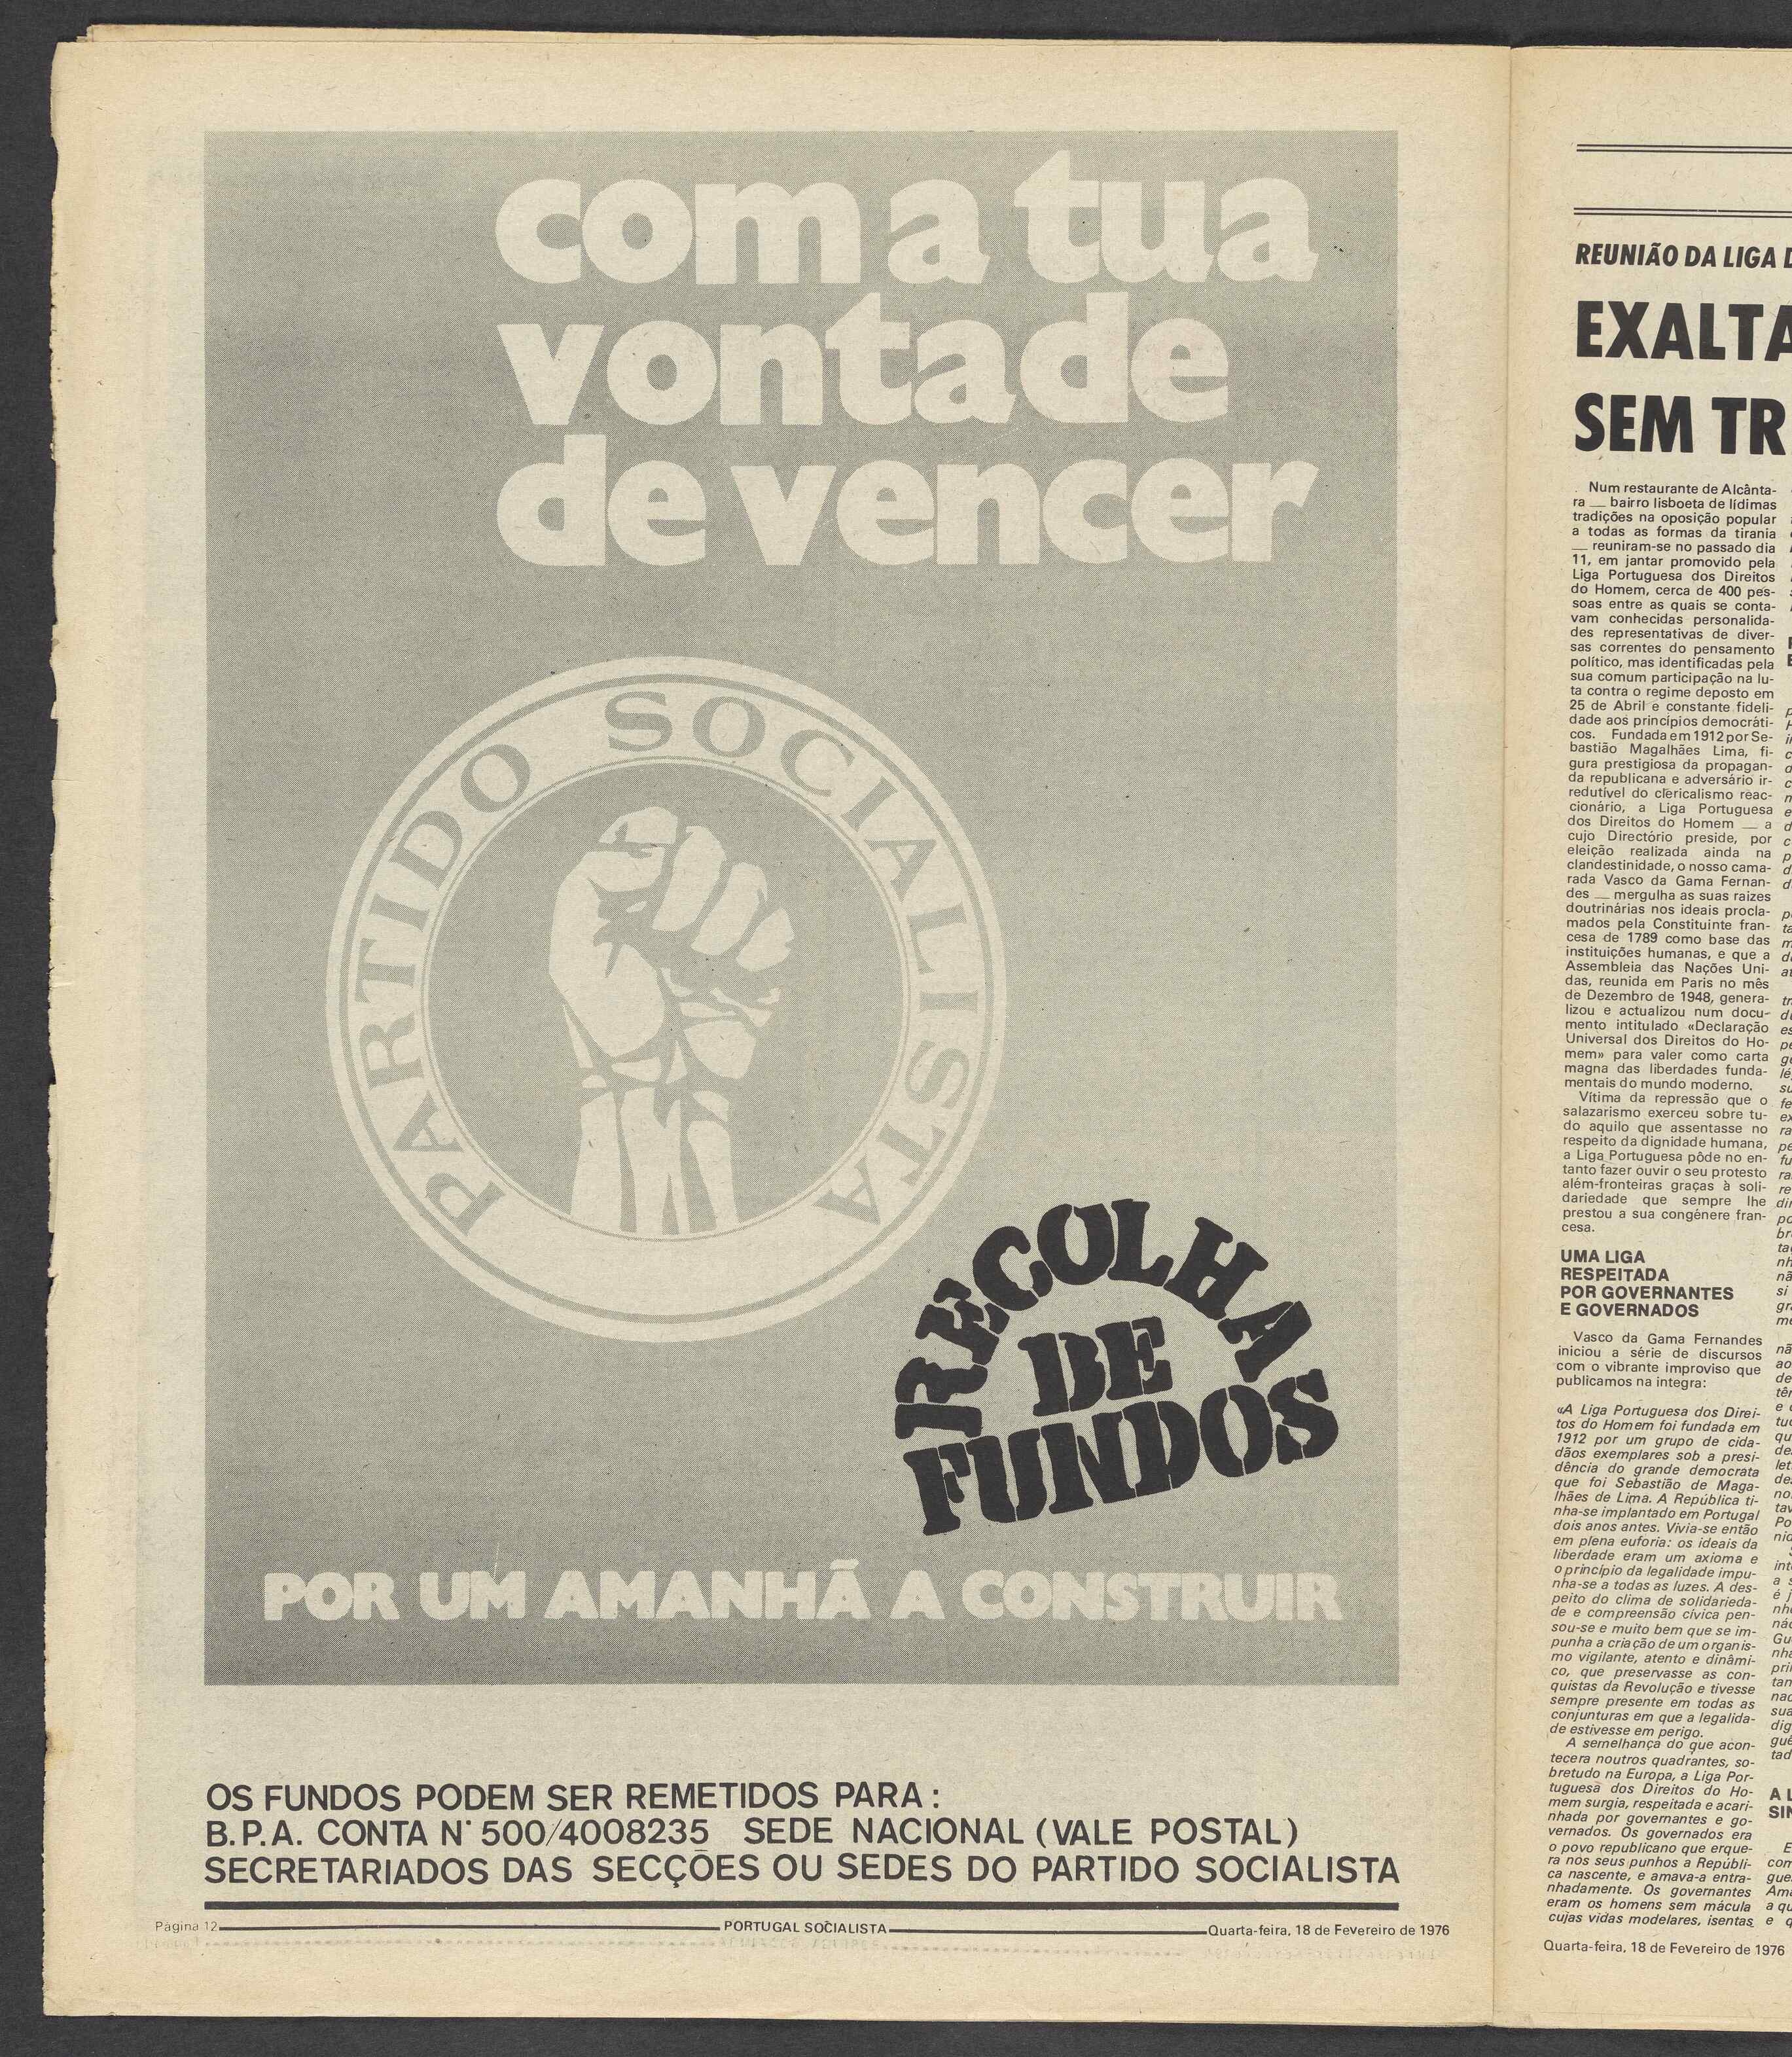 com a tua
vontade
de vencer
PARTIDO SOCIALISTA
RECOLHA
DE
FUNDOS
POR UM AMANHÃ A CONSTRUIR
OS FUNDOS PODEM SER REMETIDOS PARA :
B.P.A. CONTA N° 500/4008235 SEDE NACIONAL (VALE POSTAL)
SECRETARIADOS DAS SECÇÕES OU SEDES DO PARTIDO SOCIALISTA
Página 12 PORTUGAL SOCIALISTA Quarta-feira, 18 de Fevereiro de 1976
REUNIÃO DA LIGA
EXALTA
SEM TR
Num restaurante de Alcânta-
ra — bairro lisboeta de lídimas
tradições na oposição popular
a todas as formas da tirania
— reuniram-se no passado dia
11, em jantar promovido pela
Liga Portuguesa dos Direitos
do Homem, cerca de 400 pes-
soas entre as quais se conta-
vam conhecidas personalida-
des representativas de diver-
sas correntes do pensamento
político, mas identificadas pela
sua comum participação na lu-
ta contra o regime deposto em
25 de Abril e constante fideli-
dade aos princípios democráti-
cos. Fundada em 1912 por Se-
bastião Magalhães Lima, fi-
gura prestigiosa da propagan-
da republicana e adversário ir-
redutível do clericalismo reac-
cionário, a Liga Portuguesa
dos Direitos do Homem — a
cujo Directório preside, por
eleição realizada ainda na
clandestinidade, o nosso cama-
rada Vasco da Gama Fernan-
des — mergulha as suas raizes
doutrinárias nos ideais procla-
mados pela Constituinte fran-
cesa de 1789 como base das
instituições humanas, e que a
Assembleia das Nações Uni-
das, reunida em Paris no mês
de Dezembro de 1948, genera-
lizou e actualizou num docu-
mento intitulado «Declaração
Universal dos Direitos do Ho-
mem» para valer como carta
magna das liberdades funda-
mentais do mundo moderno.
Vítima da repressão que o
salazarismo exerceu sobre tu-
do aquilo que assentasse no
respeito da dignidade humana,
a Liga Portuguesa pôde no en-
tanto fazer ouvir o seu protesto
além-fronteiras graças à soli-
dariedade que sempre lhe
prestou a sua congénere fran-
cesa.
UMA LIGA
RESPEITADA
POR GOVERNANTES
E GOVERNADOS
Vasco da Gama Fernandes
iniciou a série de discursos
com o vibrante improviso que
publicamos na integra:
«A Liga Portuguesa dos Direi-
tos do Homem foi fundada em
1912 por um grupo de cida-
dãos exemplares sob a presi-
dência do grande democrata
que foi Sebastião de Maga-
lhães de Lima. A República ti-
nha-se implantado em Portugal
dois anos antes. Vivia-se então
em plena euforia: os ideais da
liberdade eram um axioma e
o princípio da legalidade impu-
nha-se a todas as luzes. A des-
peito do clima de solidarieda-
de e compreensão cívica pen-
sou-se e muito bem que se im-
punha a criação de um organis-
mo vigilante, atento e dinâmi-
co, que preservasse as con-
quistas da Revolução e tivesse
sempre presente em todas as
conjunturas em que a legalida-
de estivesse em perigo.
A semelhança do que acon-
tecera noutros quadrantes, so-
bretudo na Europa, a Liga Por-
tuguesa dos Direitos do Ho-
mem surgia, respeitada e acari-
nhada por governantes e go-
vernados. Os governados era
o povo republicano que erque-
ra nos seus punhos a Repúbli-
ca nascente, e amava-a entra-
nhadamente. Os governantes
eram os homens sem mácula
cujas vidas modelares, isentas
Quarta-feira, 18 de Fevereiro de 1976